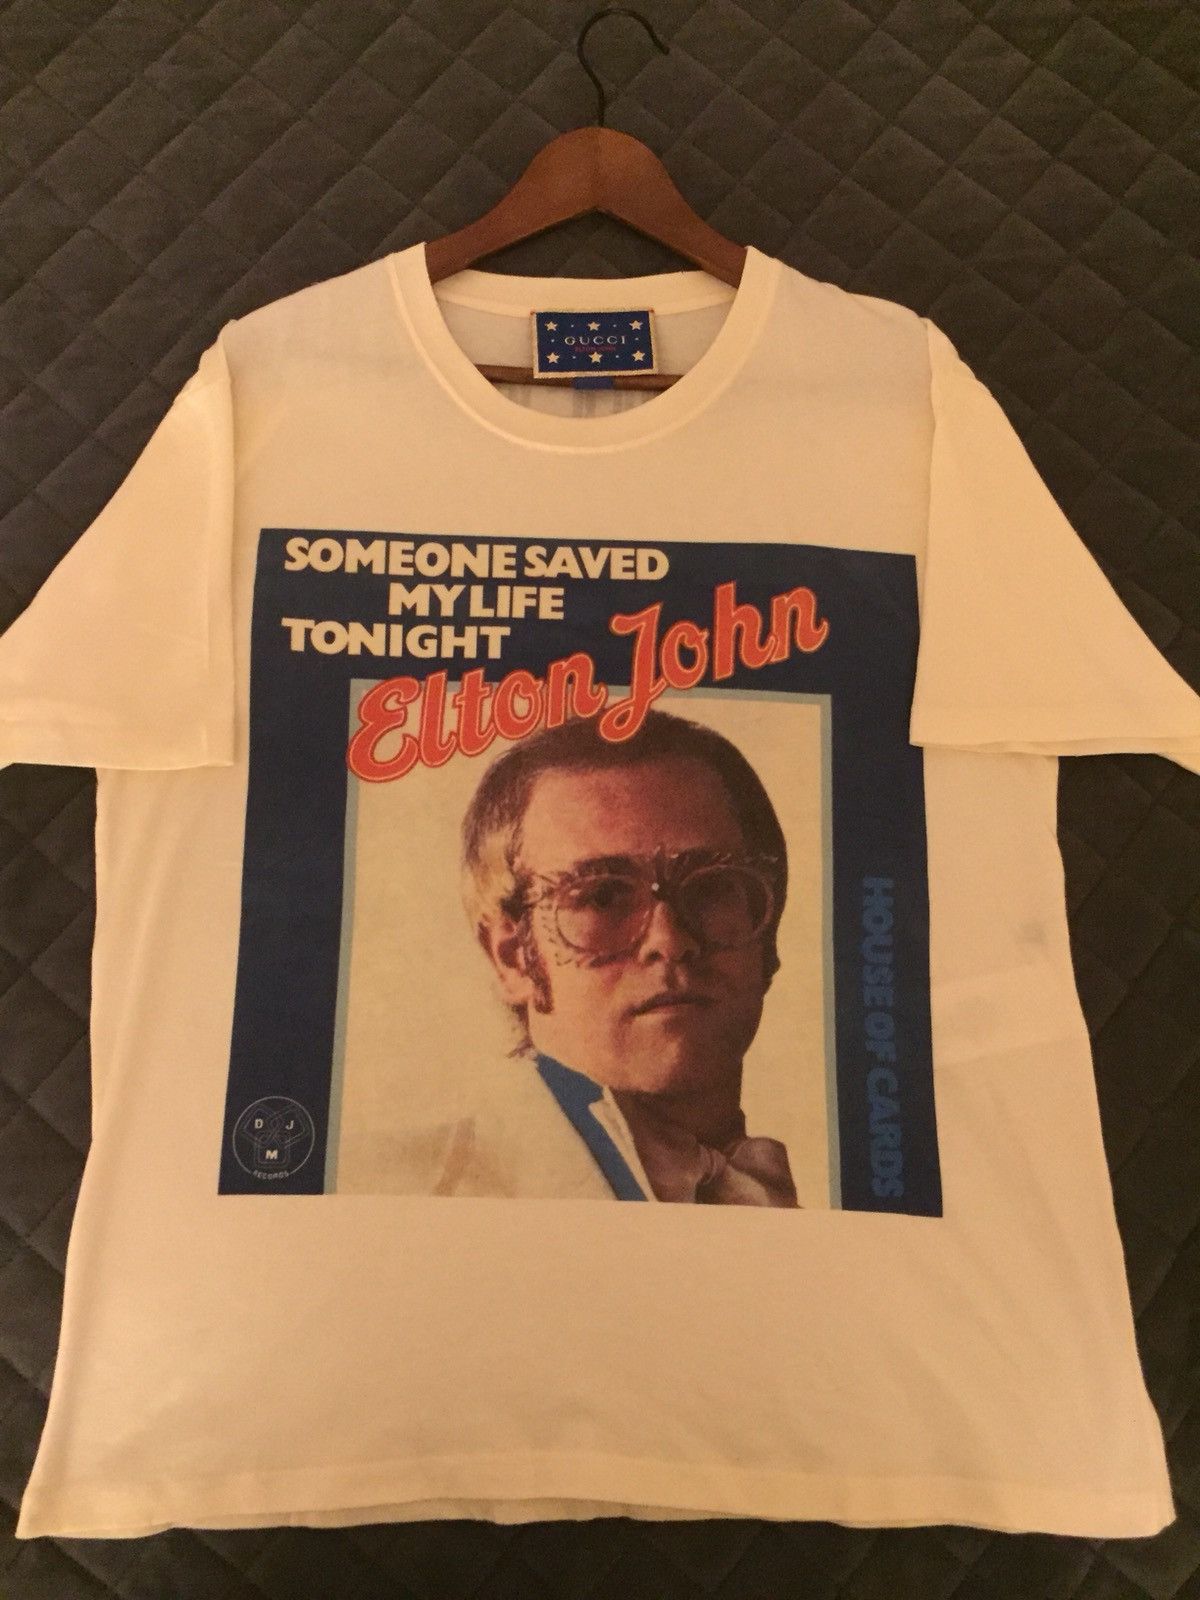 GUCCI
ELTON JOHN
SOMEONE SAVED
MY LIFE
TONIGHT
Elton John
HOUSE OF CARDS
D J
M
RECORDS